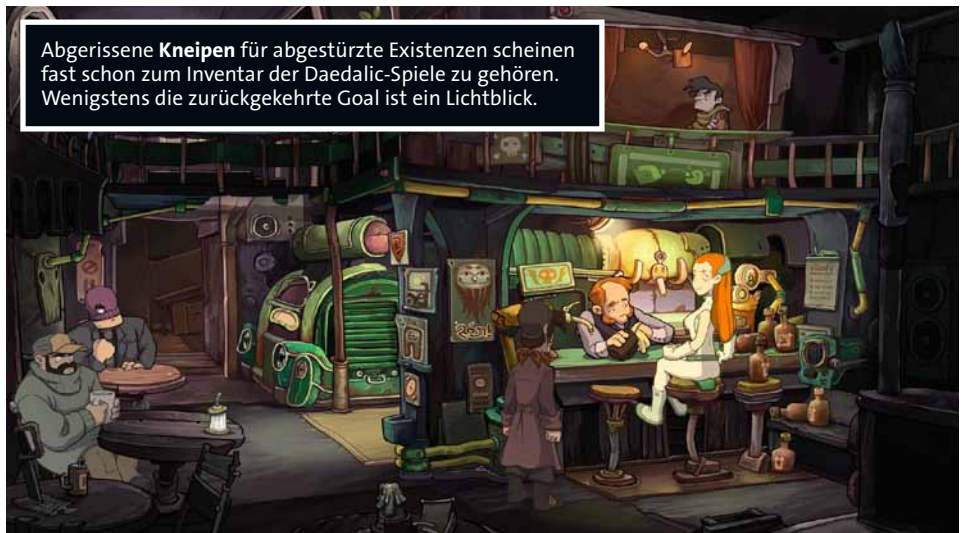 Abgerissene Kneipen für abgestürzte Existenzen scheinen
fast schon zum Inventar der Daedalic-Spiele zu gehören.
Wenigstens die zurückgekehrte Goal ist ein Lichtblick.